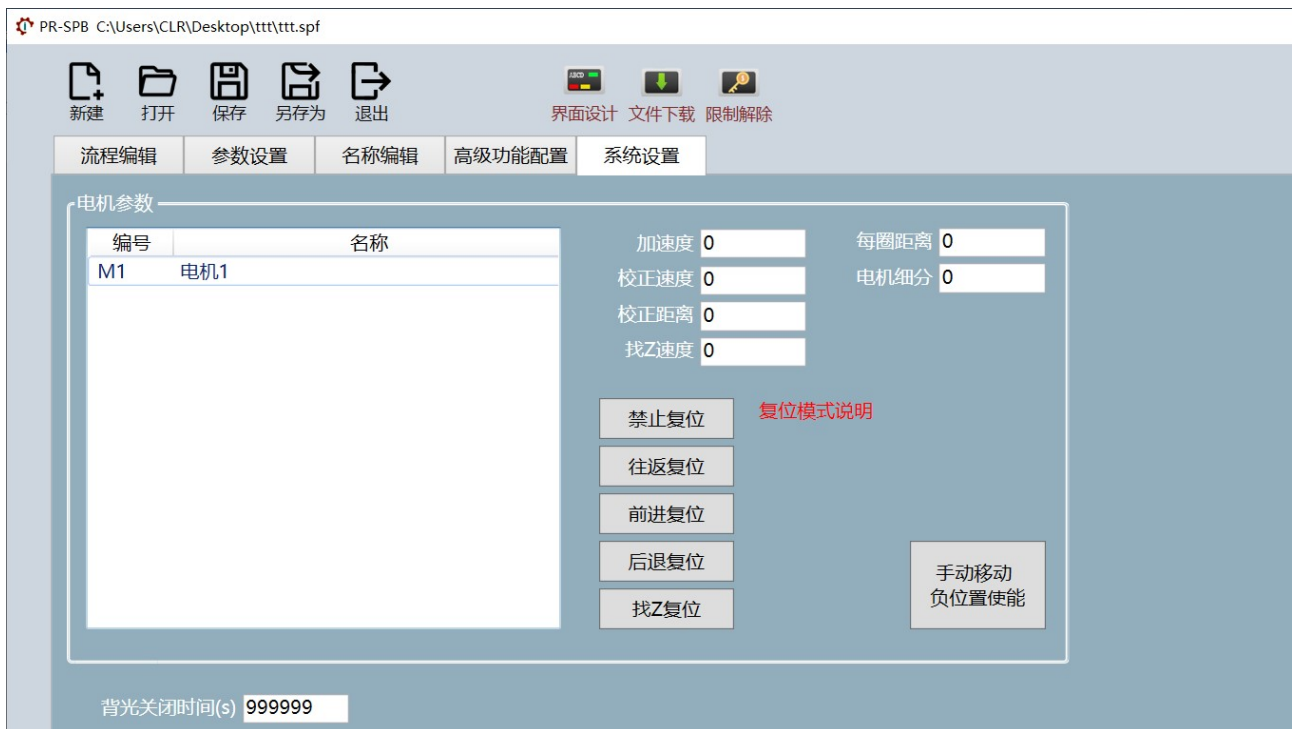 PR-SPB C:\Users\CLR\Desktop\ttt\ttt.spf
新建 打开 保存 另存为 退出 界面设计 文件下载 限制解除
流程编辑 参数设置 名称编辑 高级功能配置 系统设置
电机参数
编号 名称
M1 电机1
加速度 0 每圈距离 0
校正速度 0 电机细分 0
校正距离 0
找Z速度 0
禁止复位 复位模式说明
往返复位
前进复位
后退复位
找Z复位
手动移动
负位置使能
背光关闭时间(s) 999999